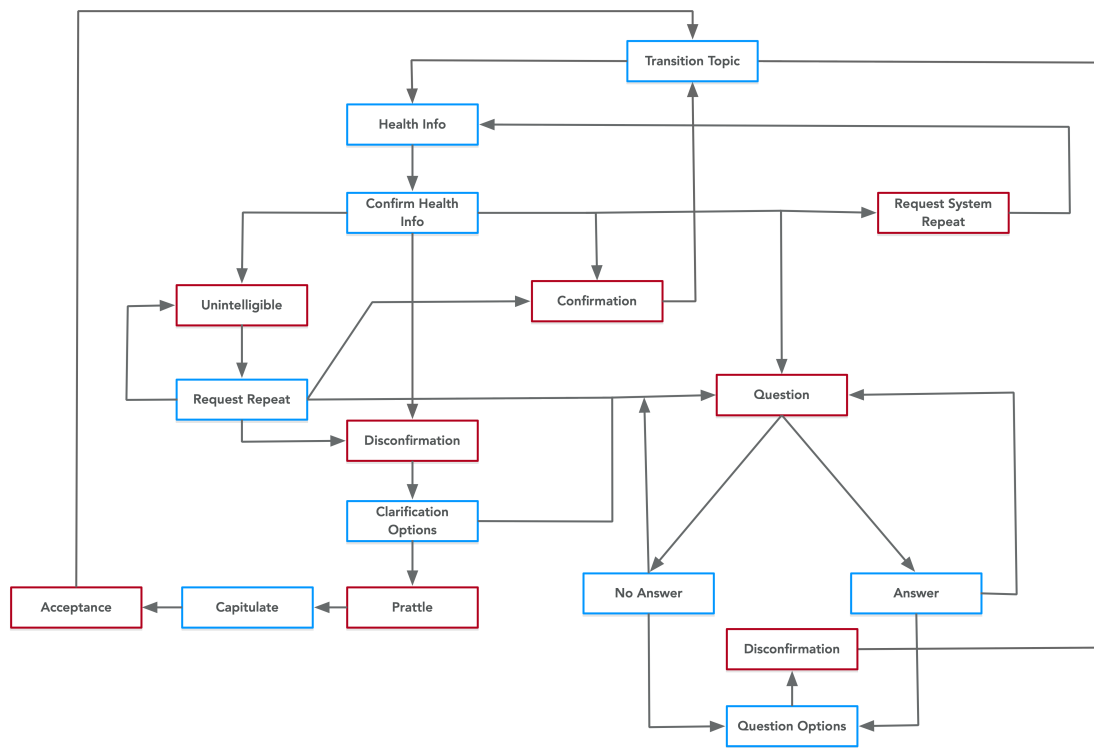 Transition Topic
Health Info
Confirm Health
Info
Request System
Repeat
Unintelligible
Confirmation
Request Repeat
Question
Disconfirmation
Clarification
Options
Acceptance
Capitulate
Prattle
No Answer
Answer
Disconfirmation
Question Options